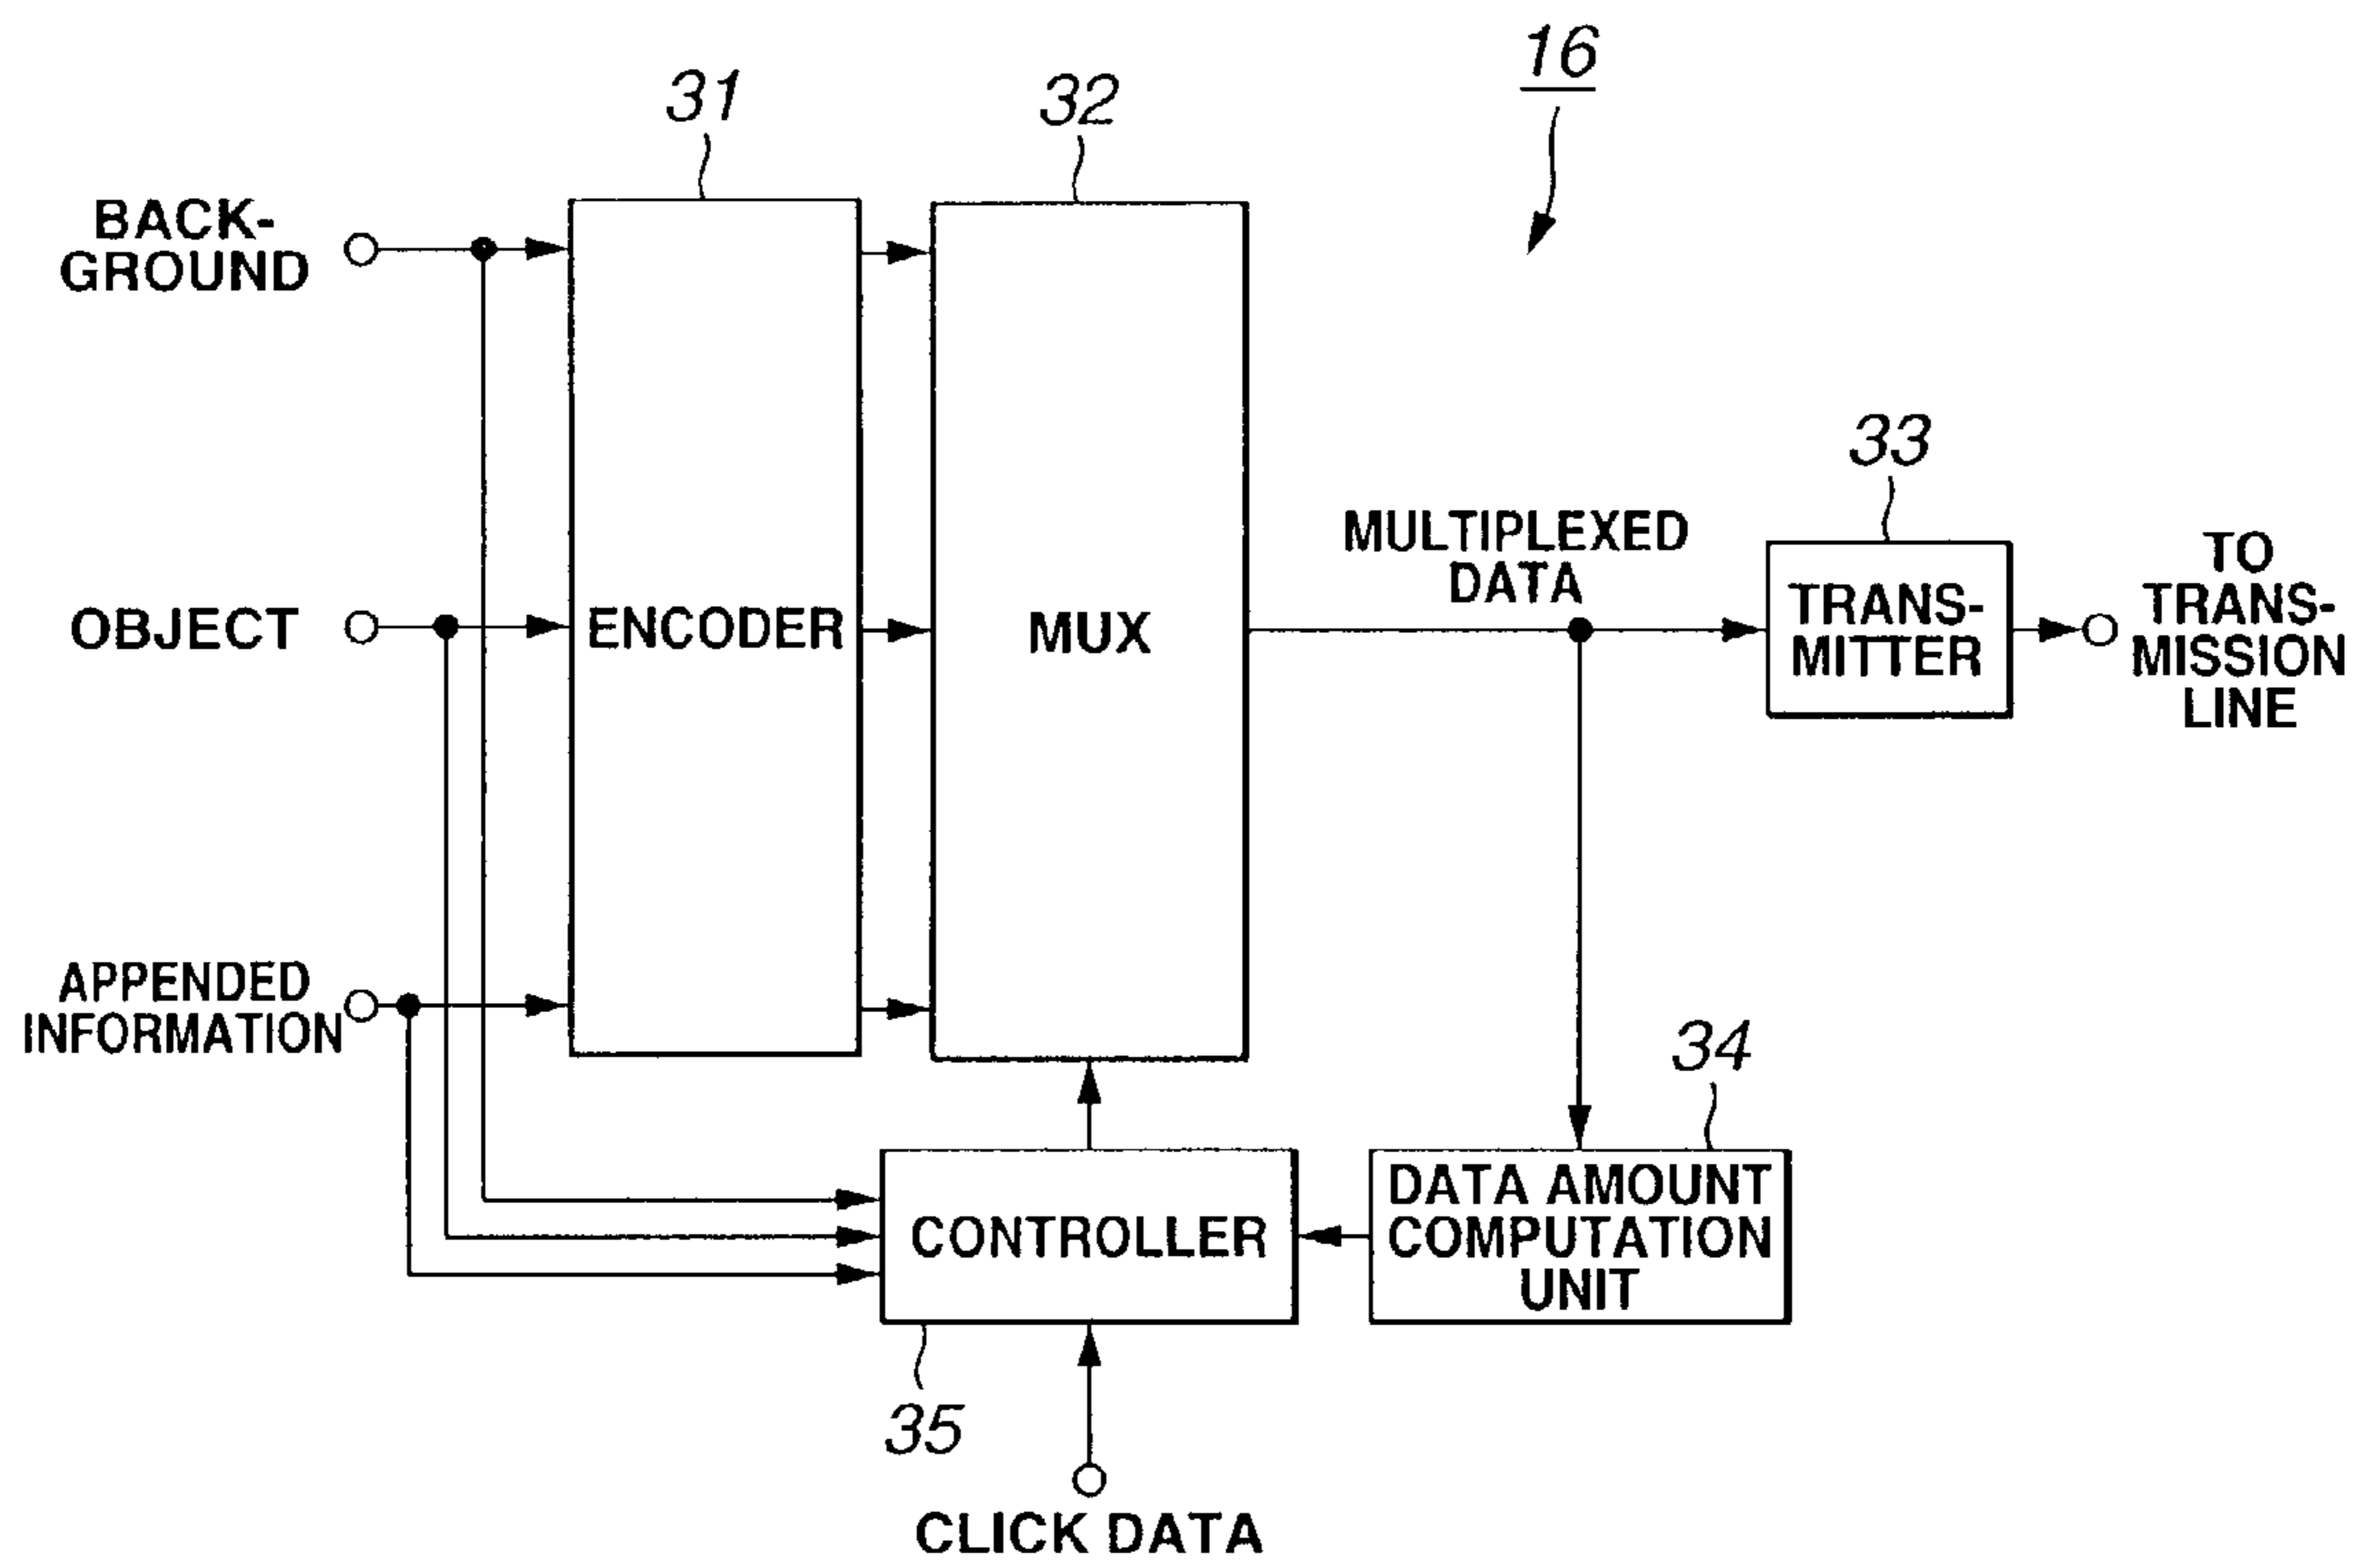 16
31
32
BACK-
GROUND
33
MULTIPLEXED
DATA
TO
TRANS-
MISSION
LINE
OBJECT
ENCODER
MUX
TRANS-
MITTER
APPENDED
INFORMATION
34
CONTROLLER
DATA AMOUNT
COMPUTATION
UNIT
35
CLICK DATA